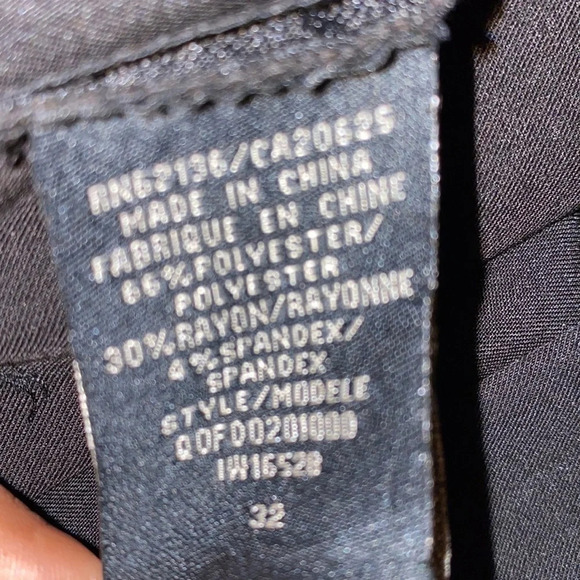 RN62136/CA20625
MADE IN CHINA
FABRIQUE EN CHINE
66%POLYESTER/
POLYESTER
30%RAYON/RAYONNE
4%SPANDEX/
SPANDEX
STYLE/MODELE
QOFD0201000
IW16528
32